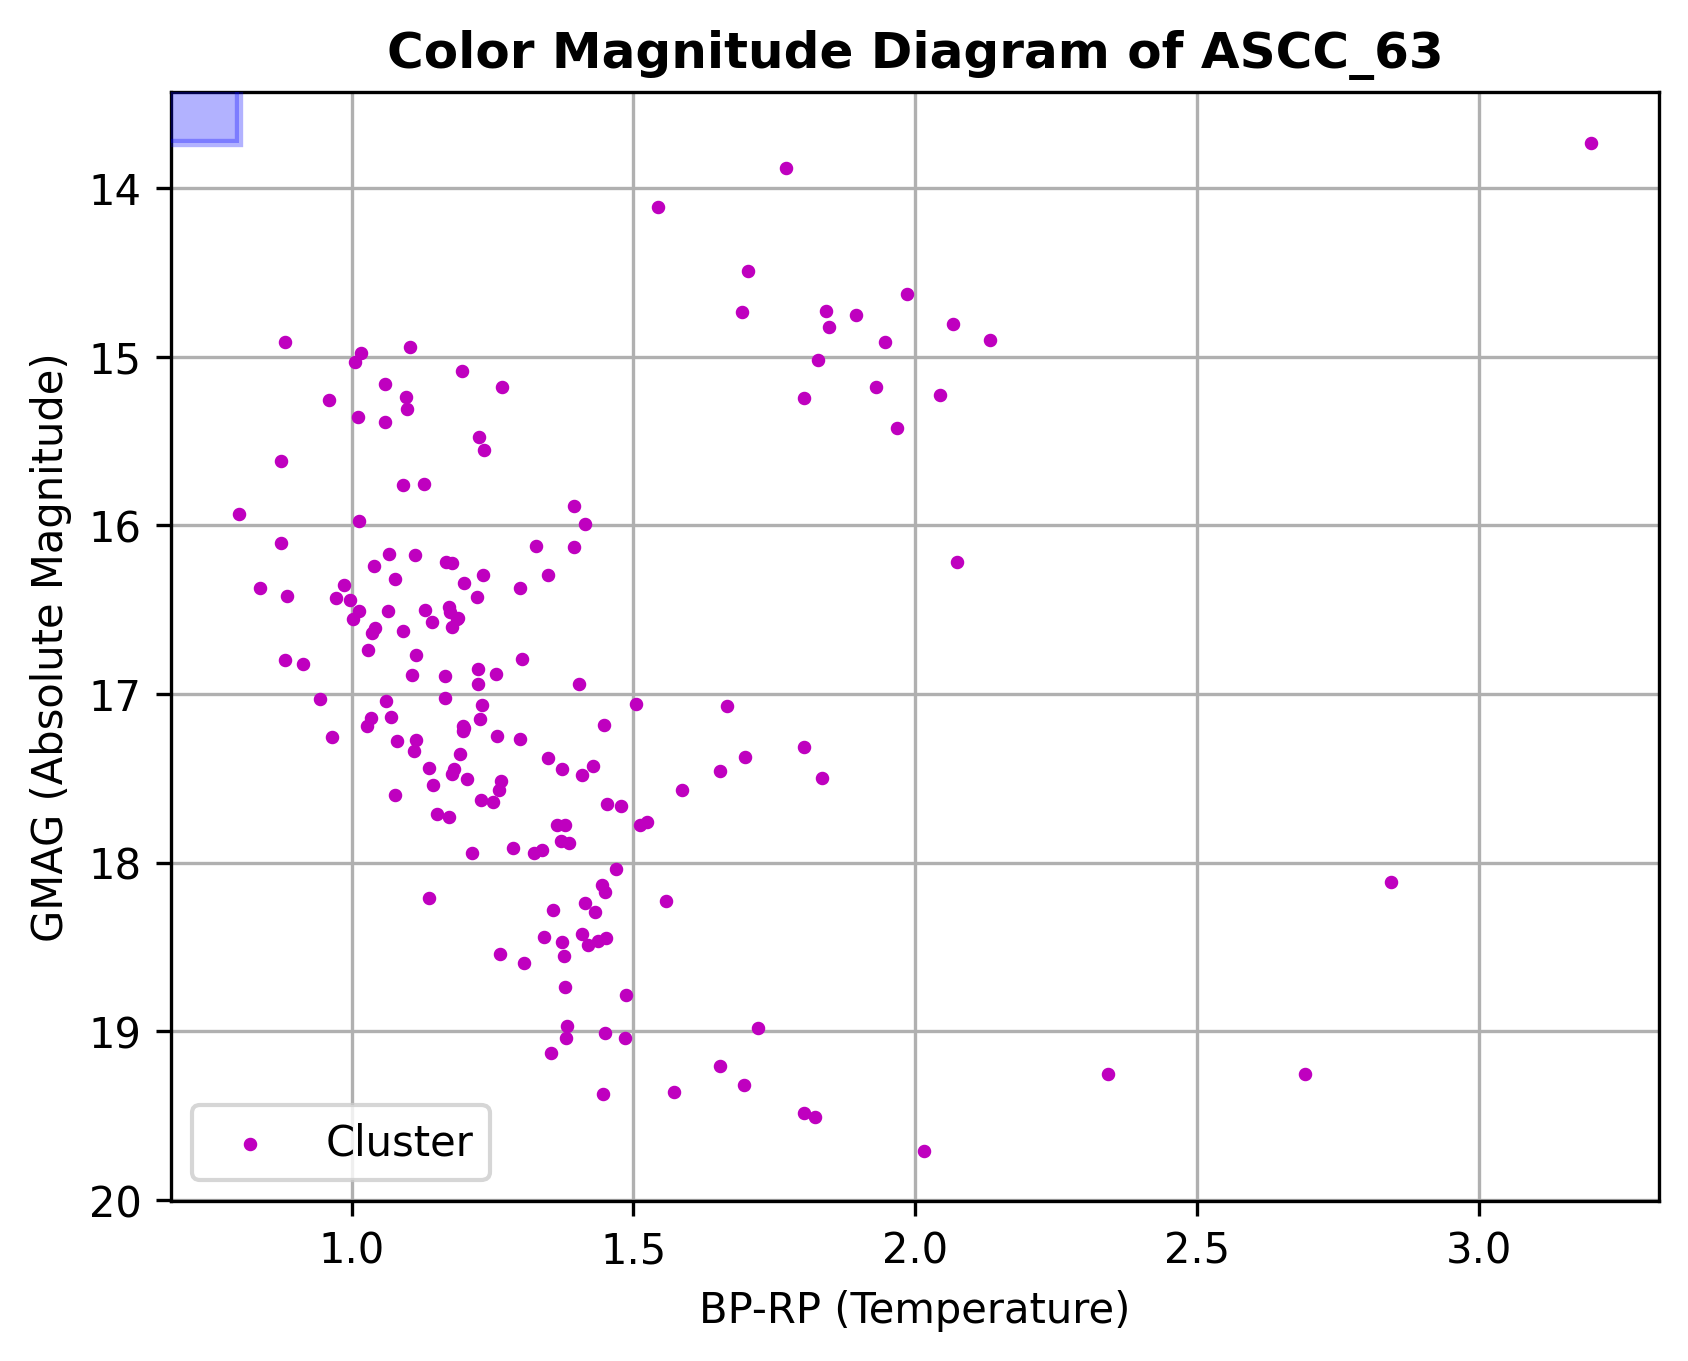 Color Magnitude Diagram of ASCC_63
GMAG (Absolute Magnitude)
14
15
16
17
18
19
20
Cluster
1.0 1.5 2.0 2.5 3.0
BP-RP (Temperature)